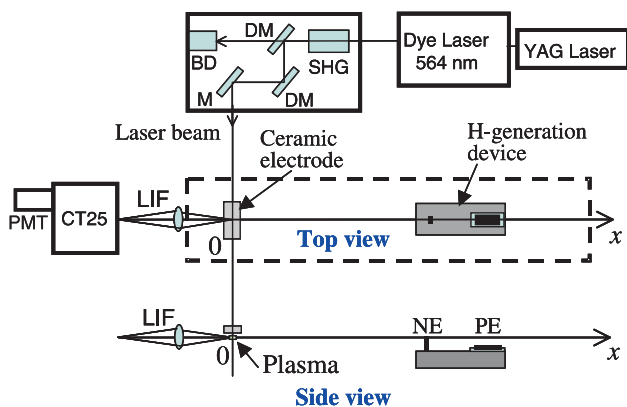 DM
BD
SHG
M
DM
Dye Laser
564 nm
YAG Laser
Laser beam
Ceramic
electrode
H-generation
device
LIF
PMT
CT25
0
Top view
x
LIF
NE
PE
0
Plasma
x
Side view